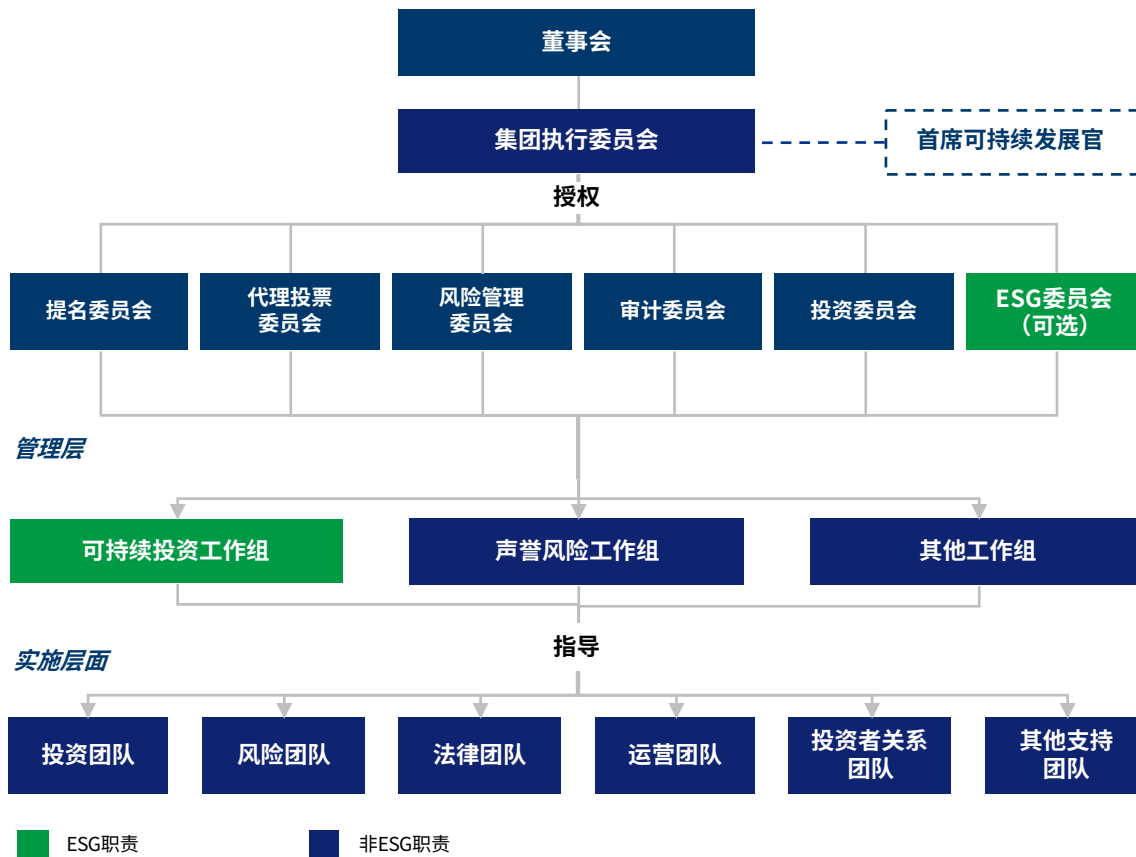 董事会
集团执行委员会
首席可持续发展官
授权
提名委员会
代理投票
委员会
风险管理
委员会
审计委员会
投资委员会
ESG委员会
（可选）
管理层
可持续投资工作组
声誉风险工作组
其他工作组
指导
实施层面
投资团队
风险团队
法律团队
运营团队
投资者关系
团队
其他支持
团队
ESG职责
非ESG职责